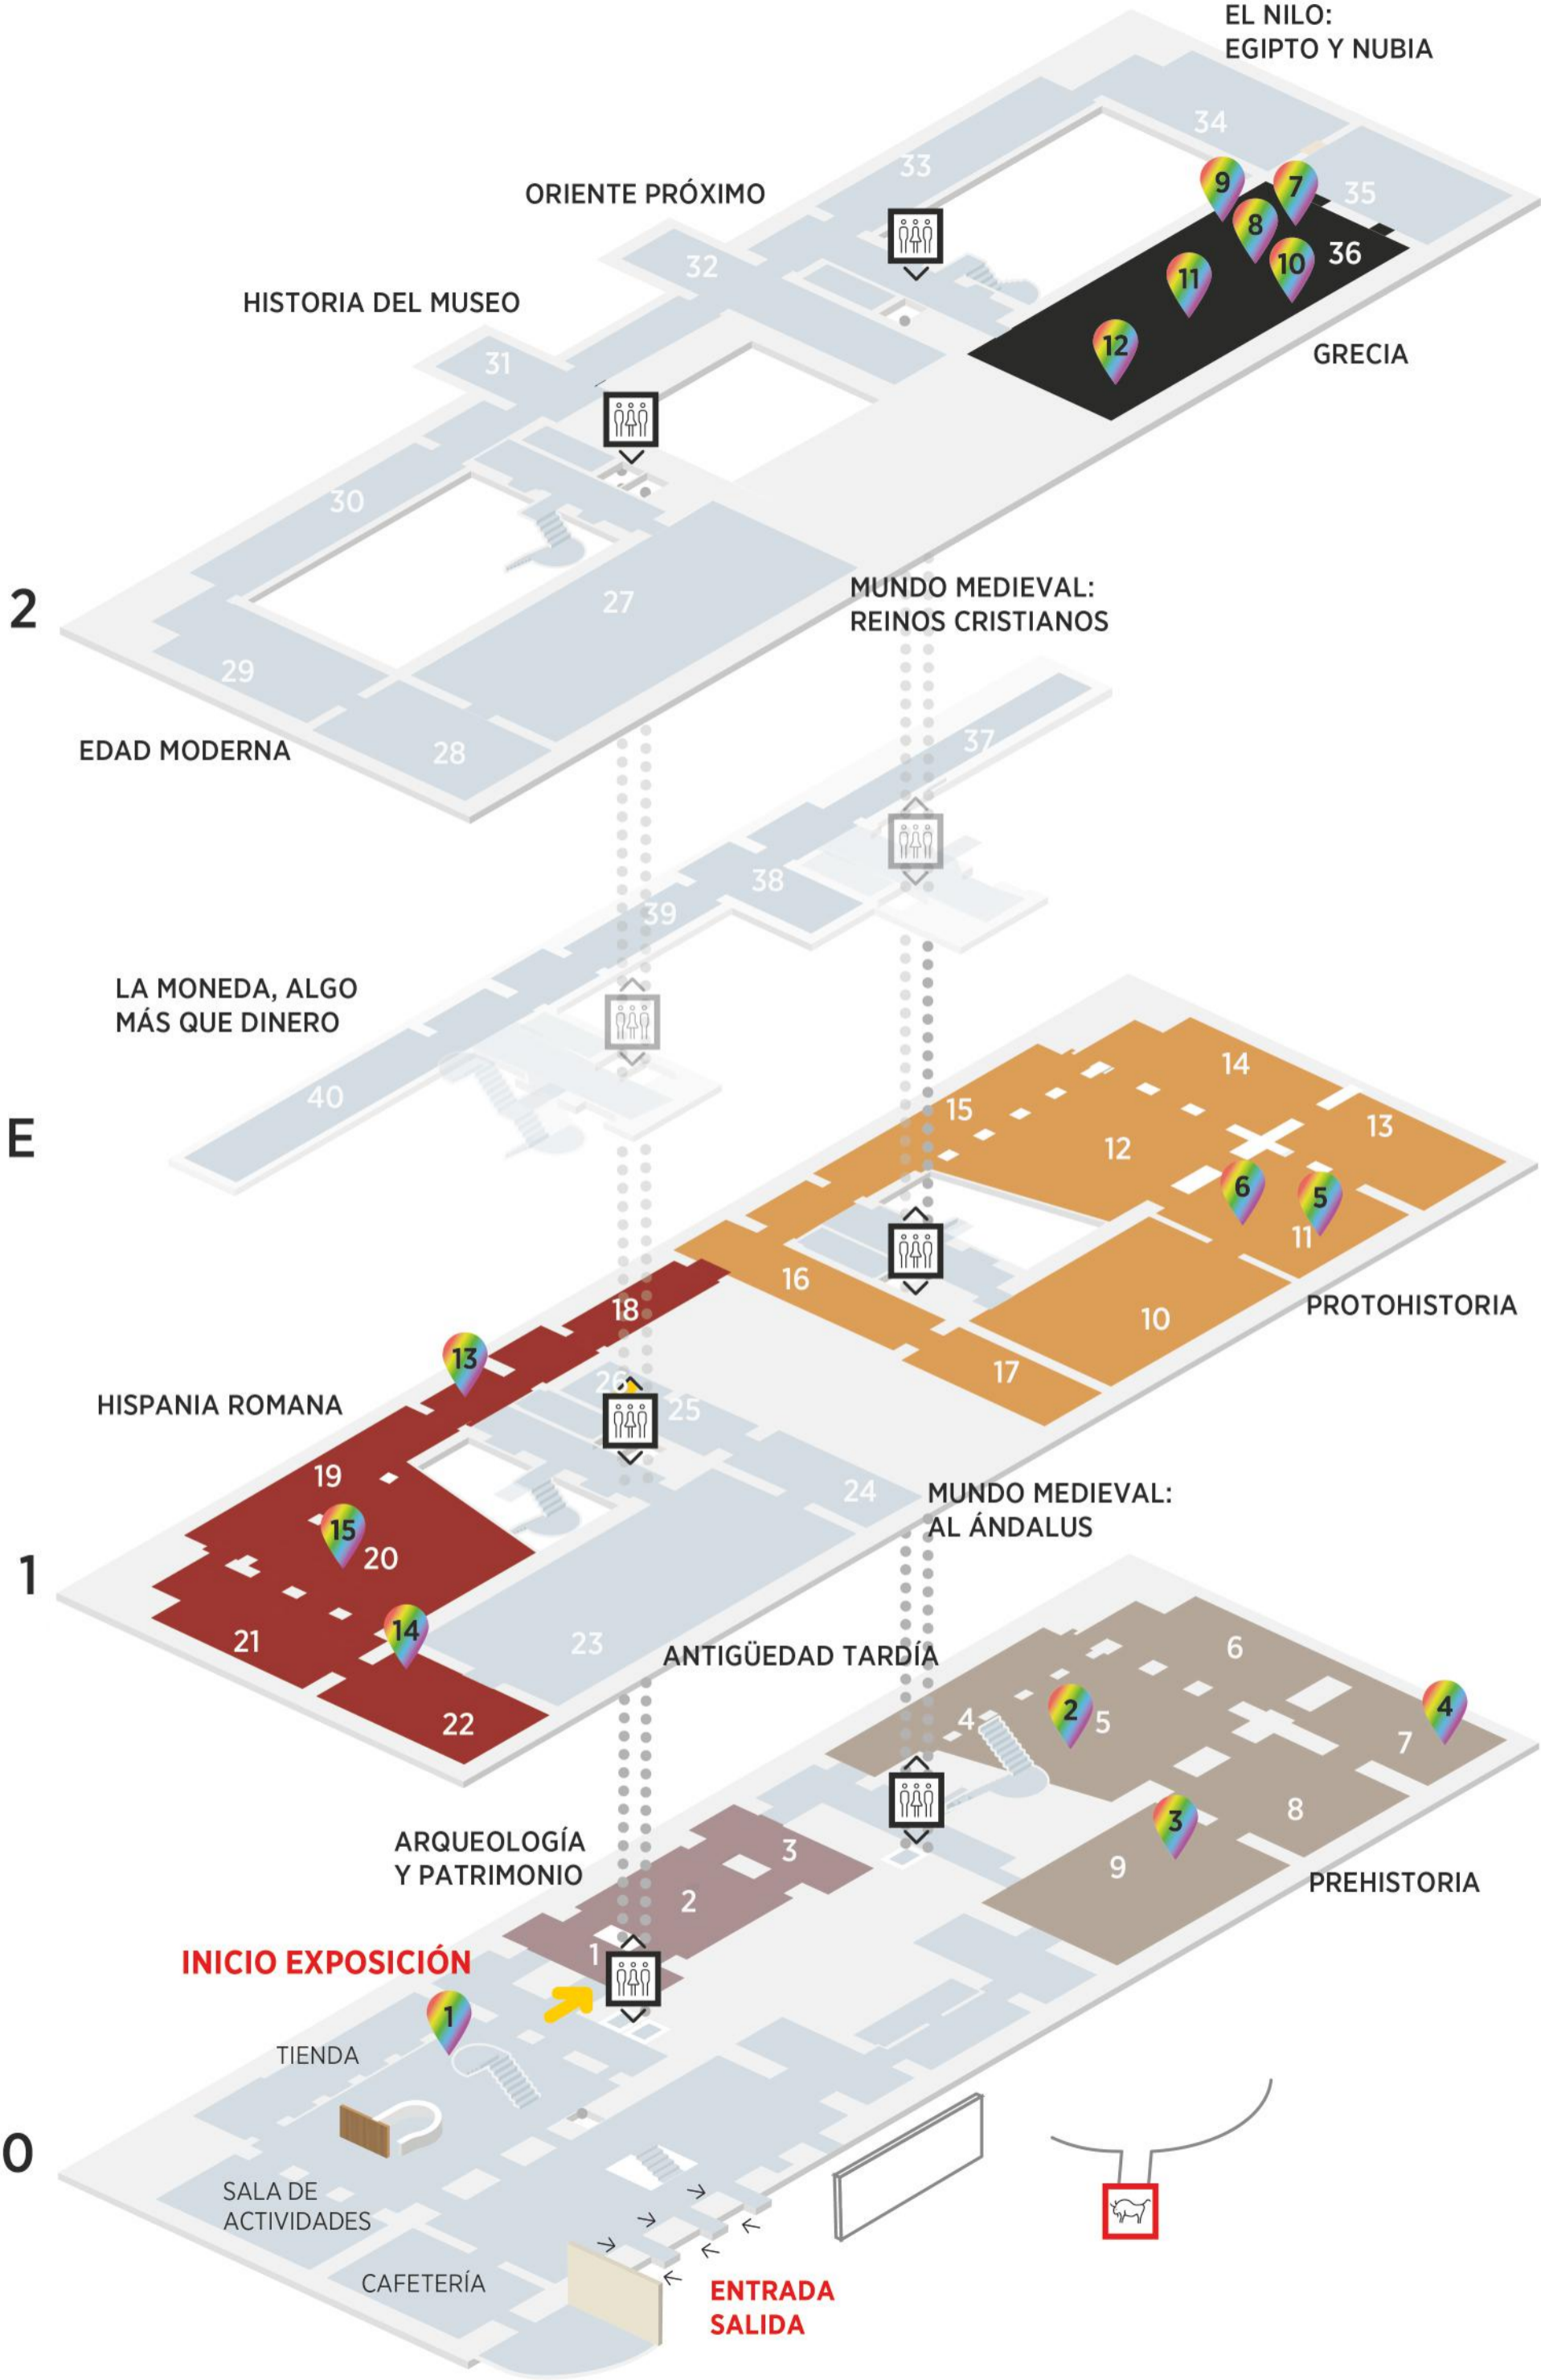 EL NILO:
EGIPTO Y NUBIA
34
33
9
7
35
ORIENTE PRÓXIMO
8
36
10
32
11
HISTORIA DEL MUSEO
12
GRECIA
31
30
2
27
MUNDO MEDIEVAL:
REINOS CRISTIANOS
29
EDAD MODERNA
28
37
38
39
LA MONEDA, ALGO
MÁS QUE DINERO
40
E
14
15
13
12
6
5
11
16
10
PROTOHISTORIA
18
13
17
26
HISPANIA ROMANA
25
19
24
MUNDO MEDIEVAL:
AL ÁNDALUS
15
20
1
14
21
23
ANTIGÜEDAD TARDÍA
6
22
4
2
5
4
7
ARQUEOLOGÍA
Y PATRIMONIO
3
3
8
9
PREHISTORIA
2
1
INICIO EXPOSICIÓN
1
TIENDA
0
SALA DE
ACTIVIDADES
CAFETERÍA
ENTRADA
SALIDA